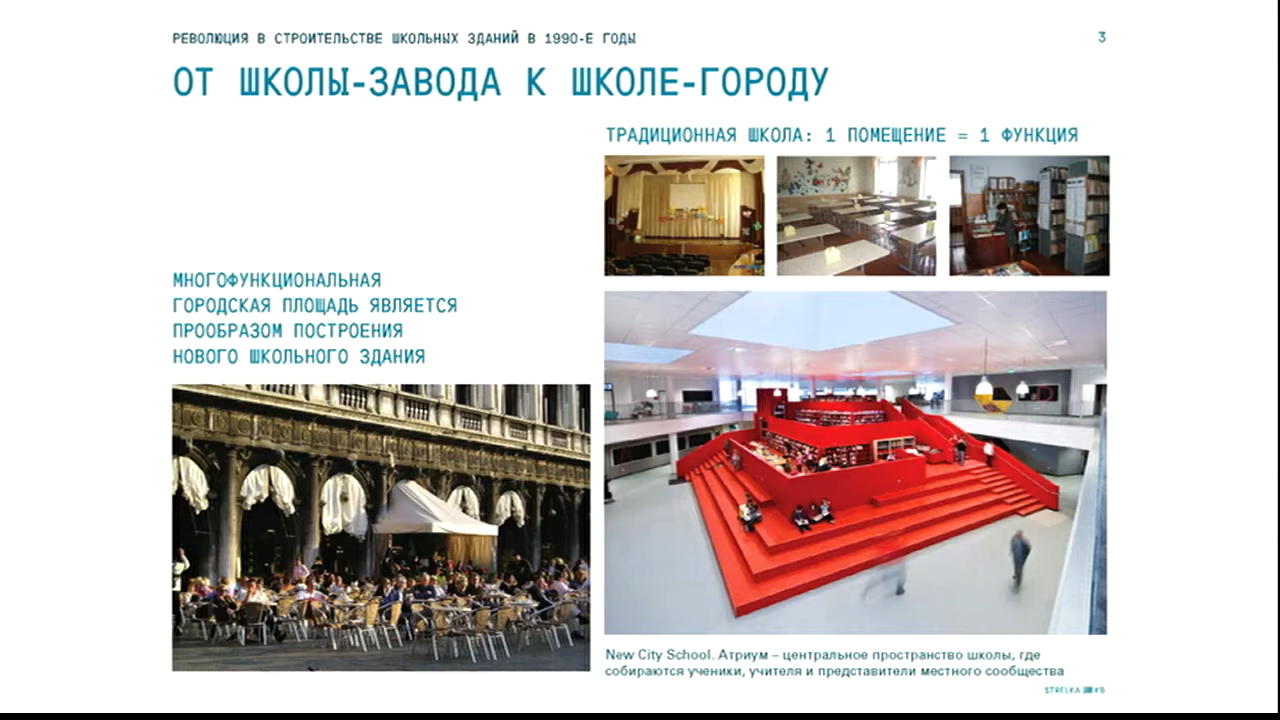 РЕВОЛЮЦИЯ В СТРОИТЕЛЬСТВЕ ШКОЛЬНЫХ ЗДАНИЙ В 1990-Е ГОДЫ
3
ОТ ШКОЛЫ-ЗАВОДА К ШКОЛЕ-ГОРОДУ
ТРАДИЦИОННАЯ ШКОЛА: 1 ПОМЕЩЕНИЕ = 1 ФУНКЦИЯ
МНОГОФУНКЦИОНАЛЬНАЯ
ГОРОДСКАЯ ПЛОЩАДЬ ЯВЛЯЕТСЯ
ПРООБРАЗОМ ПОСТРОЕНИЯ
НОВОГО ШКОЛЬНОГО ЗДАНИЯ
New City School. Атриум – центральное пространство школы, где
собираются ученики, учителя и представители местного сообщества
STRELKA КБ